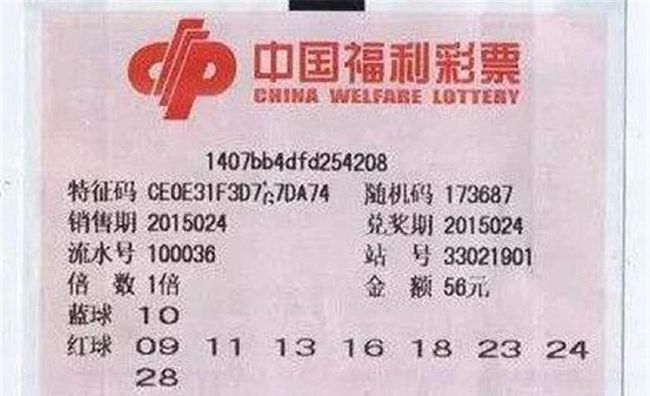 中国福利彩票
CHINA WELFARE LOTTERY
1407bb4dfd254208
特征码 CE0E31F3D7 7DA74 随机码 173687
销售期 2015024 兑奖期 2015024
流水号 100036 站 号 33021901
倍 数 1倍 金 额 56元
蓝球 10
红球 09 11 13 16 18 23 24
28